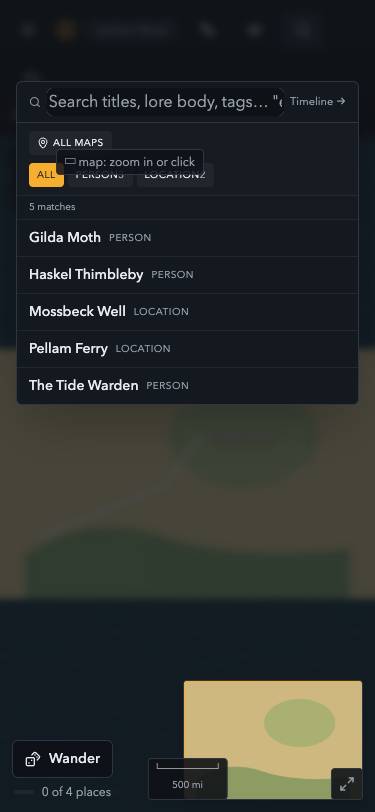 Search titles, lore body, tags… "e
Timeline →
ALL MAPS
map: zoom in or click
ALL PERSON3 LOCATION2
5 matches
Gilda Moth PERSON
Haskel Thimbleby PERSON
Mossbeck Well LOCATION
Pellam Ferry LOCATION
The Tide Warden PERSON
Wander
500 mi
0 of 4 places